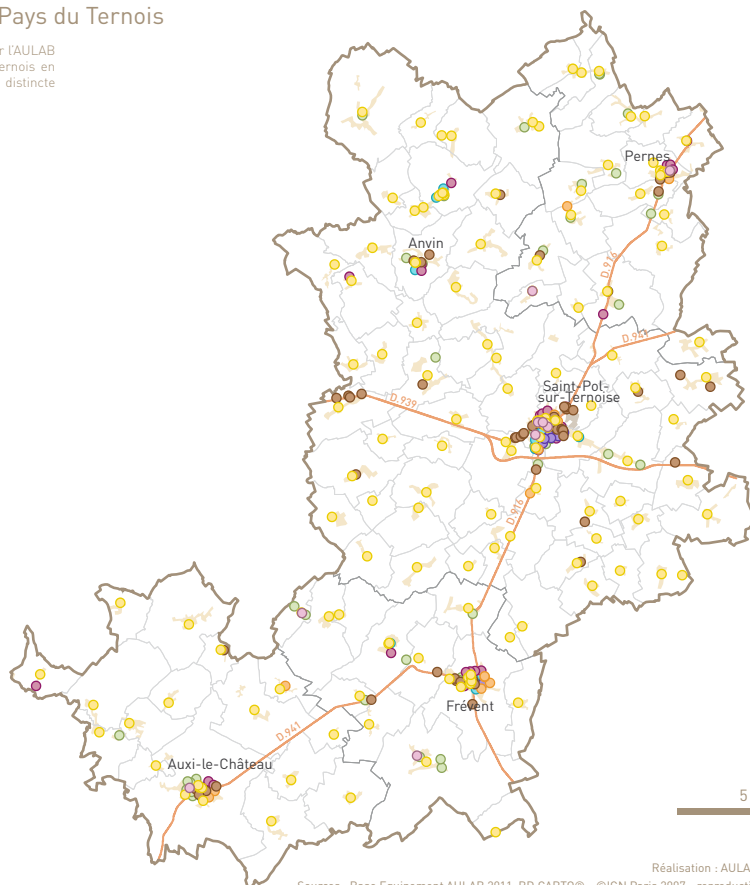 Pays du Ternois
r l'AULAB
ernois en
distincte
Pernes
Anvin
D.916
D.939
Saint-Pol-
sur-Ternoise
D.916
Frévent
D.941
Auxi-le-Château
5
Réalisation : AULA